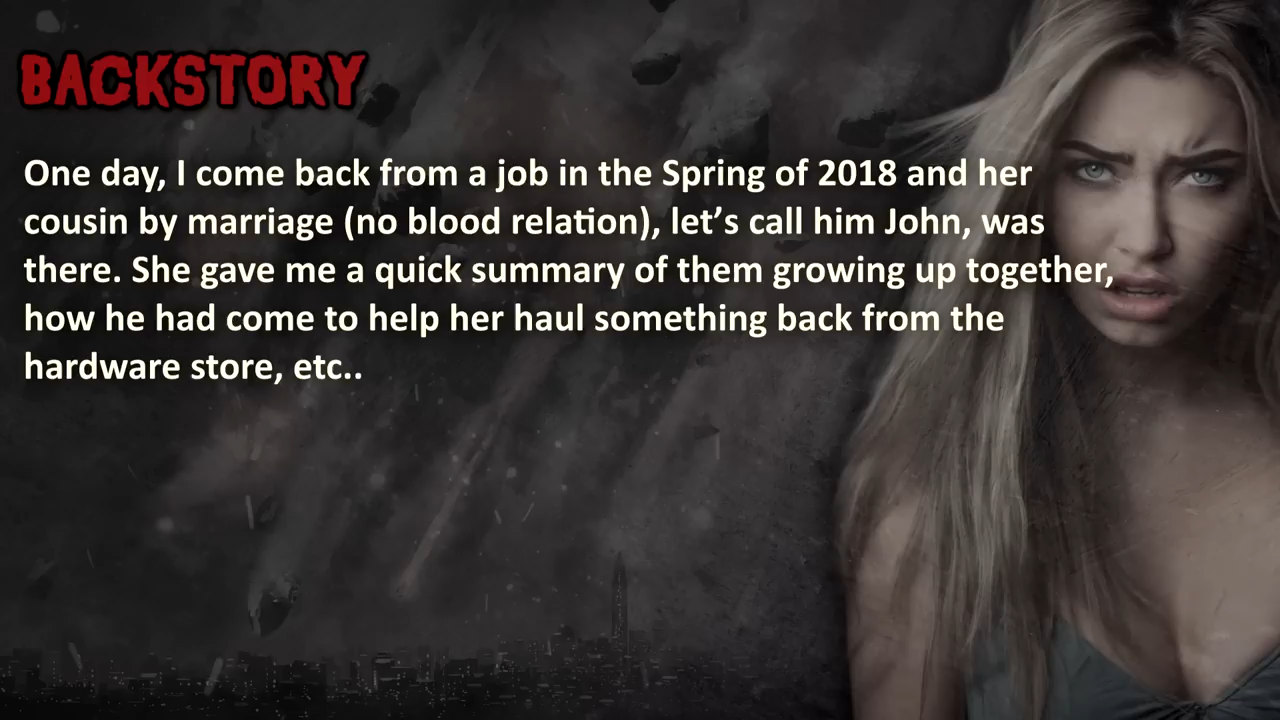 BACKSTORY
One day, I come back from a job in the Spring of 2018 and her
cousin by marriage (no blood relation), let’s call him John, was
there. She gave me a quick summary of them growing up together,
how he had come to help her haul something back from the
hardware store, etc..